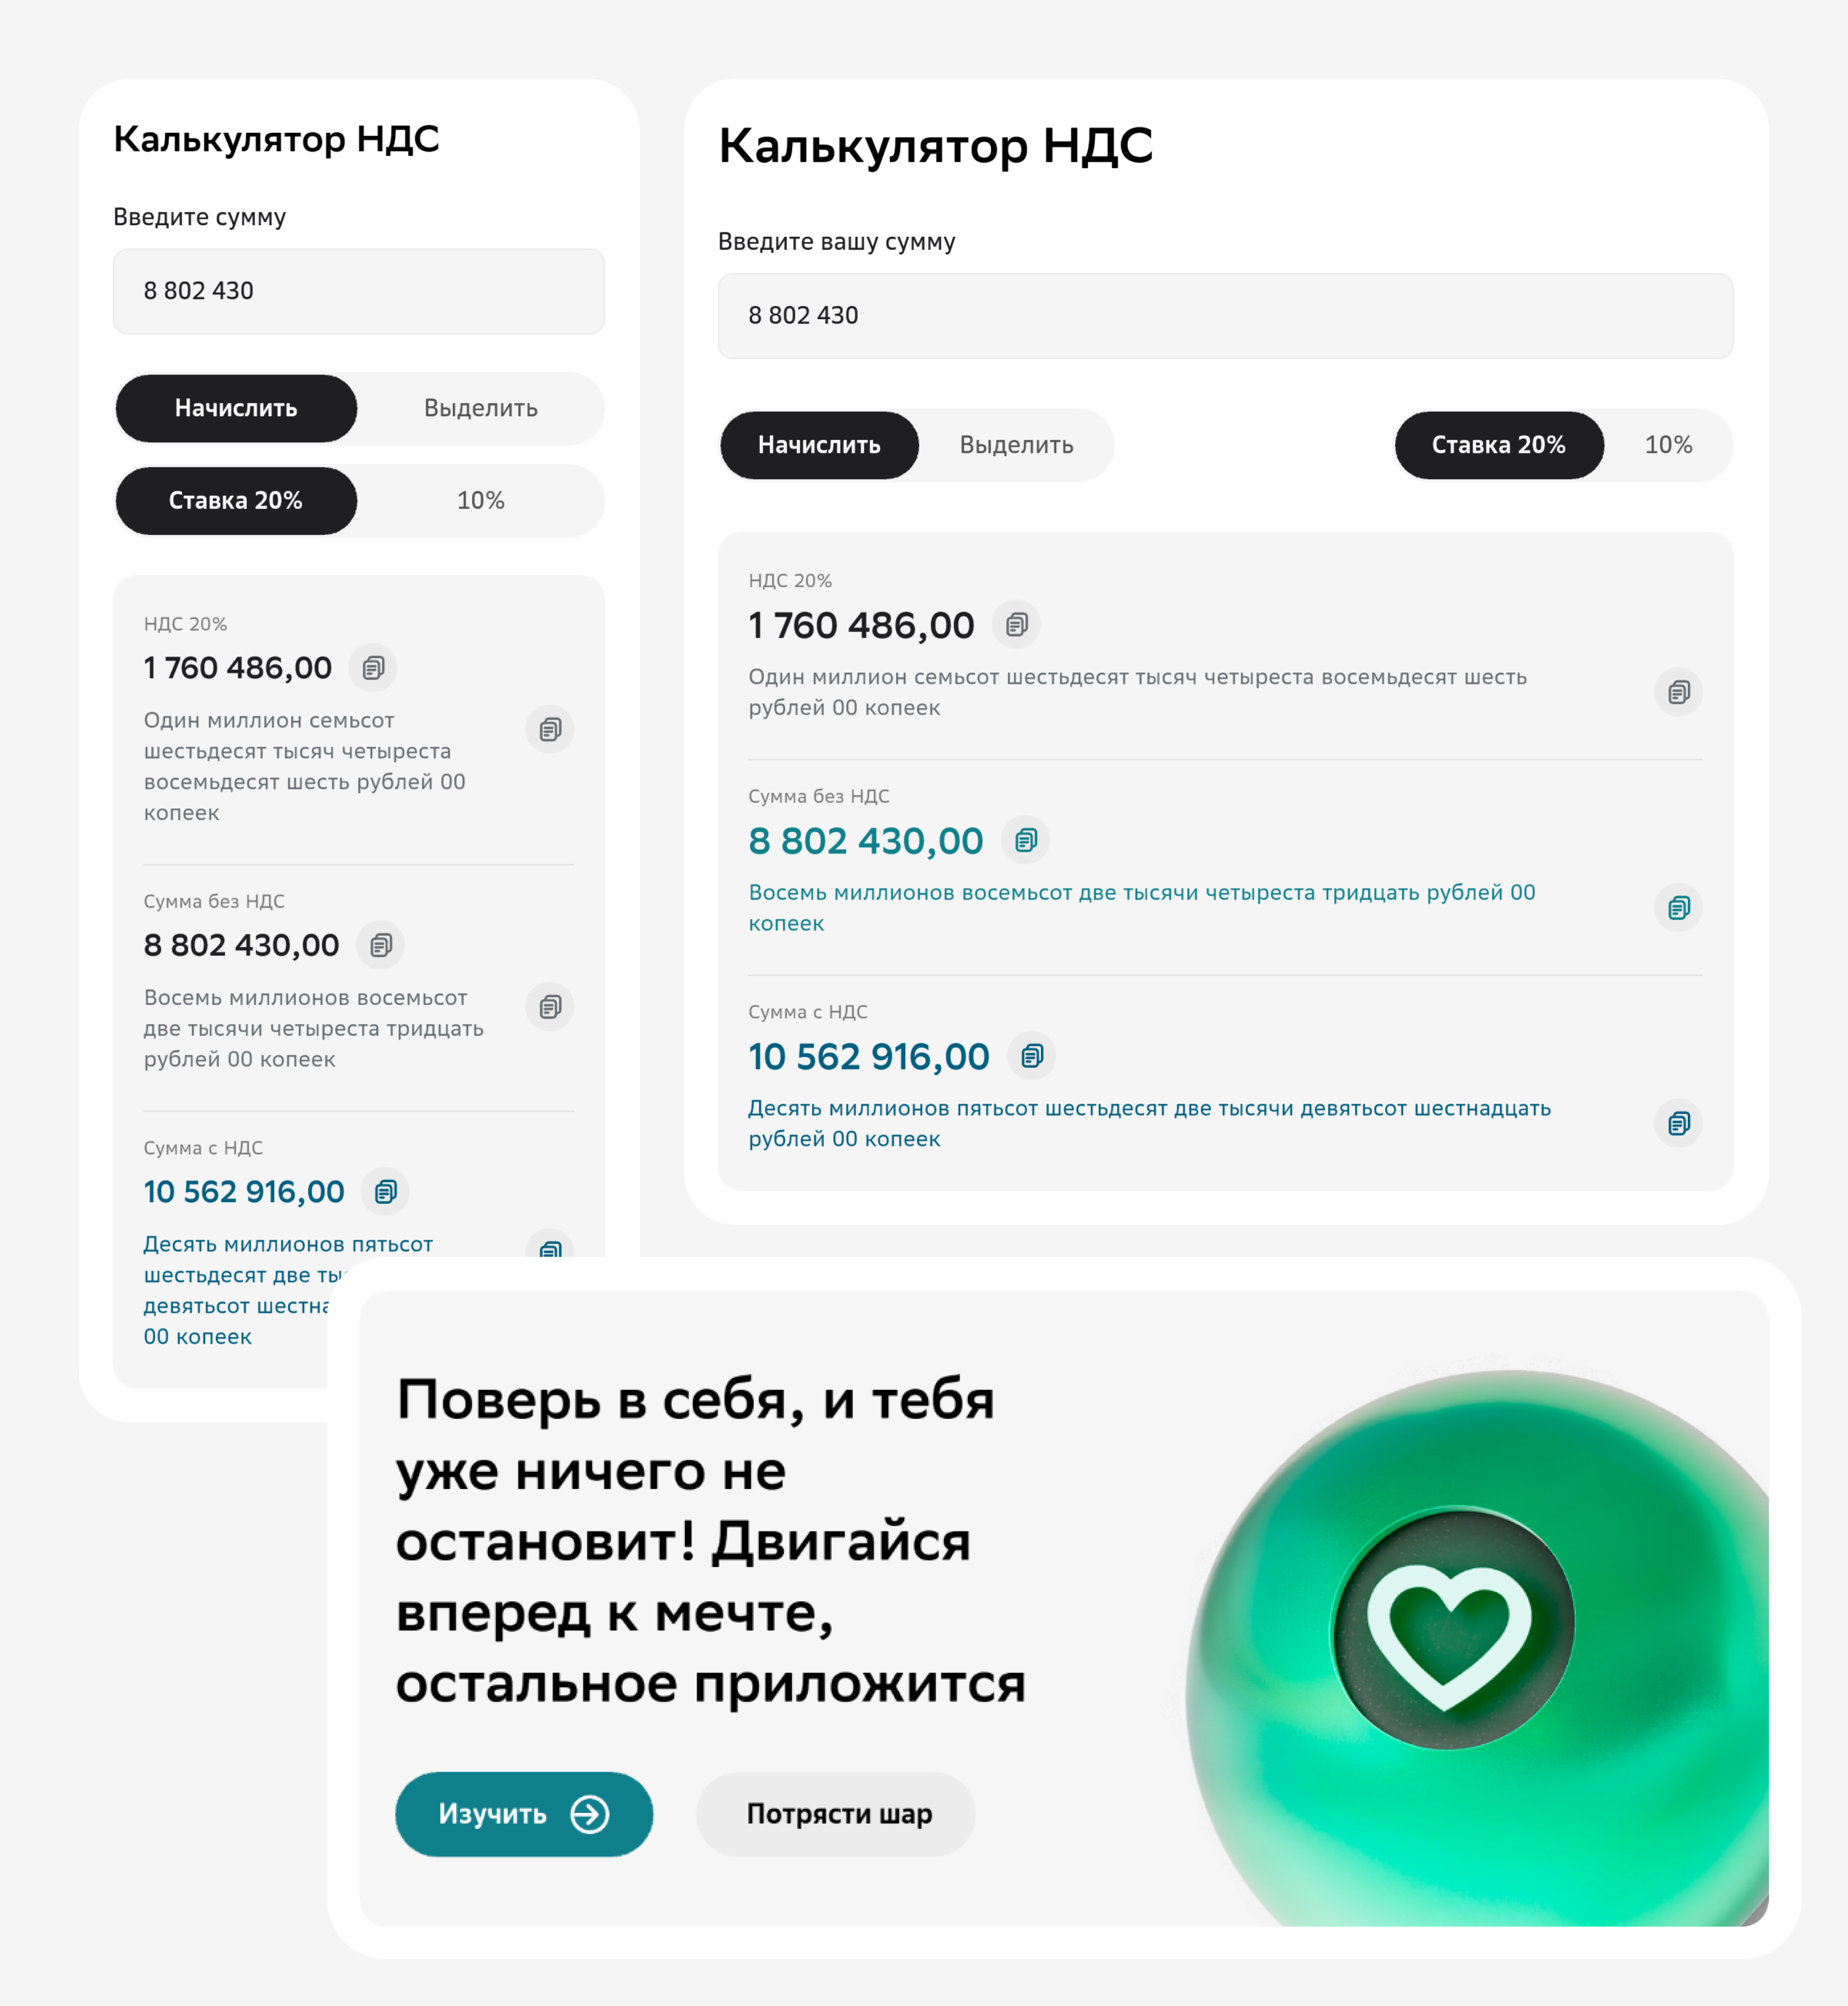 Калькулятор НДС
Введите сумму
8 802 430
Начислить Выделить
Ставка 20% 10%
НДС 20%
1 760 486,00
Один миллион семьсот
шестьдесят тысяч четыреста
восемьдесят шесть рублей 00
копеек
Сумма без НДС
8 802 430,00
Восемь миллионов восемьсот
две тысячи четыреста тридцать
рублей 00 копеек
Сумма с НДС
10 562 916,00
Десять миллионов пятьсот
шестьдесят две
девятьсот
00 копеек
Калькулятор НДС
Введите вашу сумму
8 802 430
Начислить Выделить Ставка 20% 10%
НДС 20%
1 760 486,00
Один миллион семьсот шестьдесят тысяч четыреста восемьдесят шесть
рублей 00 копеек
Сумма без НДС
8 802 430,00
Восемь миллионов восемьсот две тысячи четыреста тридцать рублей 00
копеек
Сумма с НДС
10 562 916,00
Десять миллионов пятьсот шестьдесят две тысячи девятьсот шестнадцать
рублей 00 копеек
Поверь в себя, и тебя
уже ничего не
остановит! Двигайся
вперед к мечте,
остальное приложится
Изучить Потрясти шар